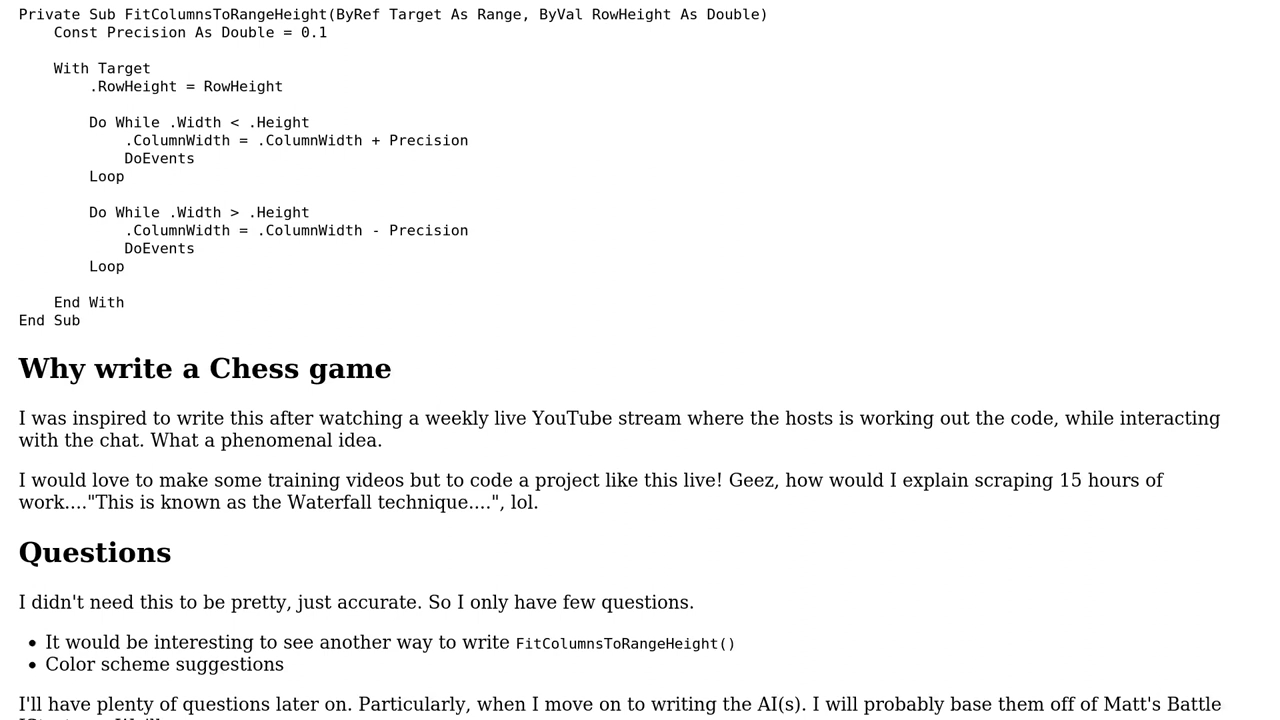 Private Sub FitColumnsToRangeHeight(ByRef Target As Range, ByVal RowHeight As Double)
    Const Precision As Double = 0.1

    With Target
        .RowHeight = RowHeight

        Do While .Width < .Height
            .ColumnWidth = .ColumnWidth + Precision
            DoEvents
        Loop

        Do While .Width > .Height
            .ColumnWidth = .ColumnWidth - Precision
            DoEvents
        Loop

    End With
End Sub
Why write a Chess game
I was inspired to write this after watching a weekly live YouTube stream where the hosts is working out the code, while interacting
with the chat. What a phenomenal idea.
I would love to make some training videos but to code a project like this live! Geez, how would I explain scraping 15 hours of
work...."This is known as the Waterfall technique....", lol.
Questions
I didn't need this to be pretty, just accurate. So I only have few questions.
• It would be interesting to see another way to write FitColumnsToRangeHeight()
• Color scheme suggestions
I'll have plenty of questions later on. Particularly, when I move on to writing the AI(s). I will probably base them off of Matt's Battle